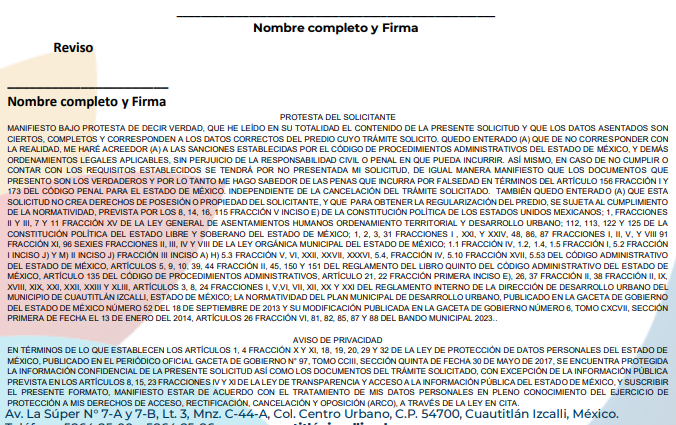 Nombre completo y Firma
Reviso
Nombre completo y Firma
PROTESTA DEL SOLICITANTE
MANIFIESTO BAJO PROTESTA DE DECIR VERDAD, QUE HE LEÍDO EN SU TOTALIDAD EL CONTENIDO DE LA PRESENTE SOLICITUD Y QUE LOS DATOS ASENTADOS SON
CIERTOS, COMPLETOS Y CORRESPONDEN A LOS DATOS CORRECTOS DEL PREDIO CUYO TRÁMITE SOLICITO. QUEDO ENTERADO (A) QUE DE NO CORRESPONDER CON
LA REALIDAD, ME HARÉ ACREEDOR (A) A LAS SANCIONES ESTABLECIDAS POR EL CÓDIGO DE PROCEDIMIENTOS ADMINISTRATIVOS DEL ESTADO DE MÉXICO, Y DEMÁS
ORDENAMIENTOS LEGALES APLICABLES, SIN PERJUICIO DE LA RESPONSABILIDAD CIVIL O PENAL EN QUE PUEDA INCURRIR. ASÍ MISMO, EN CASO DE NO CUMPLIR O
CONTAR CON LOS REQUISITOS ESTABLECIDOS SE TENDRÁ POR NO PRESENTADA MI SOLICITUD, DE IGUAL MANERA MANIFIESTO QUE LOS DOCUMENTOS QUE
PRESENTO SON LOS VERDADEROS Y POR LO TANTO ME HAGO SABEDOR DE LAS PENAS QUE INCURRA POR FALSEDAD EN TÉRMINOS DEL ARTÍCULO 156 FRACCIÓN I Y
173 DEL CÓDIGO PENAL PARA EL ESTADO DE MÉXICO. INDEPENDIENTE DE LA CANCELACIÓN DEL TRÁMITE SOLICITADO. TAMBIÉN QUEDO ENTERADO (A) QUE ESTA
SOLICITUD NO CREA DERECHOS DE POSESIÓN O PROPIEDAD DEL SOLICITANTE, Y QUE PARA OBTENER LA REGULARIZACIÓN DEL PREDIO, SE SUJETA AL CUMPLIMIENTO
DE LA NORMATIVIDAD, PREVISTA POR LOS 8, 14, 16, 115 FRACCIÓN V INCISO E) DE LA CONSTITUCIÓN POLÍTICA DE LOS ESTADOS UNIDOS MEXICANOS; 1, FRACCIONES
II Y III, 7 Y 11 FRACCIÓN XV DE LA LEY GENERAL DE ASENTAMIENTOS HUMANOS ORDENAMIENTO TERRITORIAL Y DESARROLLO URBANO; 112, 113, 122 Y 125 DE LA
CONSTITUCIÓN POLÍTICA DEL ESTADO LIBRE Y SOBERANO DEL ESTADO DE MÉXICO; 1, 2, 3, 31 FRACCIONES I , XXI, Y XXIV, 48, 86, 87 FRACCIONES I, II, V, Y VIII 91
FRACCIÓN XI, 96 SEXIES FRACCIONES II, III, IV Y VIII DE LA LEY ORGÁNICA MUNICIPAL DEL ESTADO DE MÉXICO; 1.1 FRACCIÓN IV, 1.2, 1.4, 1.5 FRACCIÓN I, 5.2 FRACCIÓN
I INCISO J) Y M) II INCISO J) FRACCIÓN III INCISO A) H) 5.3 FRACCIÓN V, VI, XXII, XXVII, XXXVI, 5.4, FRACCIÓN IV, 5.10 FRACCIÓN XVII, 5.53 DEL CÓDIGO ADMINISTRATIVO
DEL ESTADO DE MÉXICO, ARTÍCULOS 5, 9, 10, 39, 44 FRACCIÓN II, 45, 150 Y 151 DEL REGLAMENTO DEL LIBRO QUINTO DEL CÓDIGO ADMINISTRATIVO DEL ESTADO DE
MÉXICO, ARTÍCULO 135 DEL CÓDIGO DE PROCEDIMIENTOS ADMINISTRATIVOS, ARTÍCULO 21, 22 FRACCIÓN PRIMERA INCISO E), 26, 37 FRACCIÓN II, 38 FRACCIÓN II, IX,
XVIII, XIX, XXI, XXII, XXIII Y XLIII, ARTÍCULOS 3, 8, 24 FRACCIONES I, V,VI, VII, XII, XX Y XXI DEL REGLAMENTO INTERNO DE LA DIRECCIÓN DE DESARROLLO URBANO DEL
MUNICIPIO DE CUAUTITLÁN IZCALLI, ESTADO DE MÉXICO; LA NORMATIVIDAD DEL PLAN MUNICIPAL DE DESARROLLO URBANO, PUBLICADO EN LA GACETA DE GOBIERNO
DEL ESTADO DE MÉXICO NÚMERO 52 DEL 18 DE SEPTIEMBRE DE 2013 Y SU MODIFICACIÓN PUBLICADA EN LA GACETA DE GOBIERNO NÚMERO 6, TOMO CXCVII, SECCIÓN
PRIMERA DE FECHA EL 13 DE ENERO DEL 2014, ARTÍCULOS 26 FRACCIÓN VI, 81, 82, 85, 87 Y 88 DEL BANDO MUNICIPAL 2023..
AVISO DE PRIVACIDAD
EN TÉRMINOS DE LO QUE ESTABLECEN LOS ARTÍCULOS 1, 4 FRACCIÓN X Y XI, 18, 19, 20, 29 Y 32 DE LA LEY DE PROTECCIÓN DE DATOS PERSONALES DEL ESTADO DE
MÉXICO, PUBLICADO EN EL PERIÓDICO OFICIAL GACETA GOBIERNO N° 97, TOMO CCIII, SECCIÓN QUINTA DE FECHA 30 DE MAYO DE 2017, SE ENCUENTRA PROTEGIDA
LA INFORMACIÓN CONFIDENCIAL DE LA PRESENTE SOLICITUD ASÍ COMO LOS DOCUMENTOS DEL TRÁMITE SOLICITADO, CON EXCEPCIÓN DE LA INFORMACIÓN PÚBLICA
PREVISTA EN LOS ARTÍCULOS 8, 15, 23 FRACCIONES IV Y XI DE LA LEY DE TRANSPARENCIA Y ACCESO A LA INFORMACIÓN PÚBLICA DEL ESTADO DE MÉXICO, Y SUSCRIBIR
EL PRESENTE FORMATO, MANIFIESTO ESTAR DE ACUERDO CON EL TRATAMIENTO DE MIS DATOS PERSONALES EN PLENO CONOCIMIENTO DEL EJERCICIO DE
PROTECCIÓN A MIS DERECHOS DE ACCESO, RECTIFICACIÓN, CANCELACIÓN Y OPOSICIÓN (ARCO), A TRAVÉS DE LA LEY EN CITA.
Av. La Súper N° 7-A y 7-B, Lt. 3, Mnz. C-44-A, Col. Centro Urbano, C.P. 54700, Cuautitlán Izcalli, México.